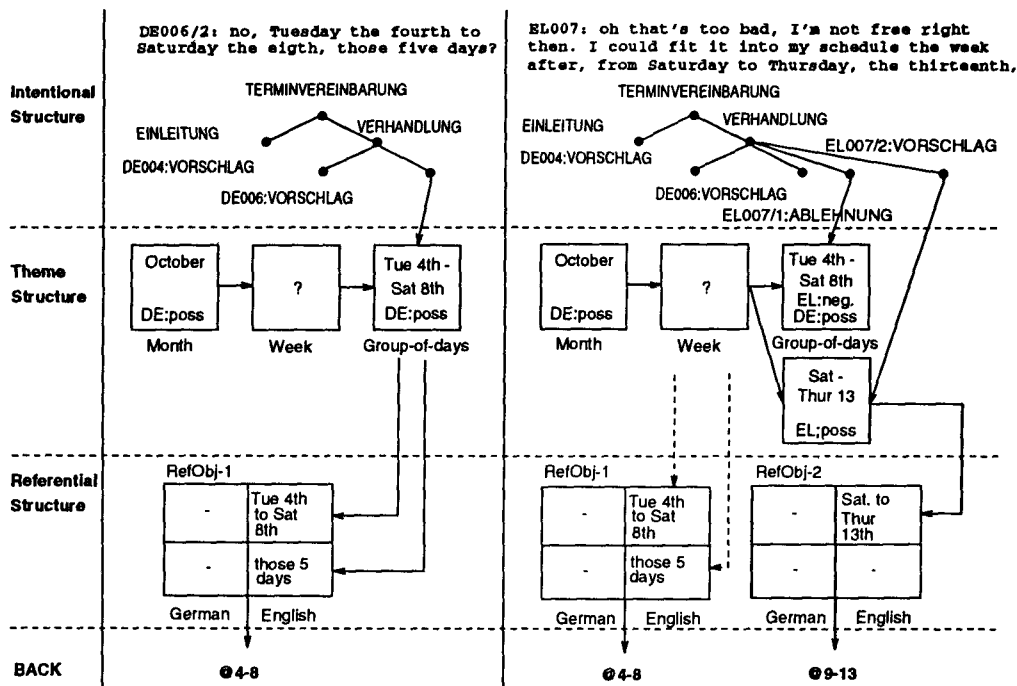 DE006/2: no, Tuesday the fourth to
Saturday the eigth, those five days?
EL007: oh that's too bad, I'm not free right
then. I could fit it into my schedule the week
after, from Saturday to Thursday, the thirteenth,
Intentional
Structure
TERMINVEREINBARUNG
EINLEITUNG
VERHANDLUNG
DE004:VORSCHLAG
DE006:VORSCHLAG
TERMINVEREINBARUNG
EINLEITUNG
VERHANDLUNG
DE004:VORSCHLAG
EL007/2:VORSCHLAG
DE006:VORSCHLAG
EL007/1:ABLEHNUNG
Theme
Structure
October
DE:poss
Month
?
Week
Tue 4th -
Sat 8th
DE:poss
Group-of-days
October
DE:poss
Month
?
Week
Tue 4th -
Sat 8th
EL:neg.
DE:poss
Group-of-days
Sat -
Thur 13
EL;poss
Referential
Structure
RefObj-1
-
Tue 4th
to Sat
8th
-
those 5
days
German English
RefObj-1
-
Tue 4th
to Sat
8th
-
those 5
days
German English
RefObj-2
-
Sat. to
Thur
13th
- -
German English
BACK
@4-8
@4-8
@9-13